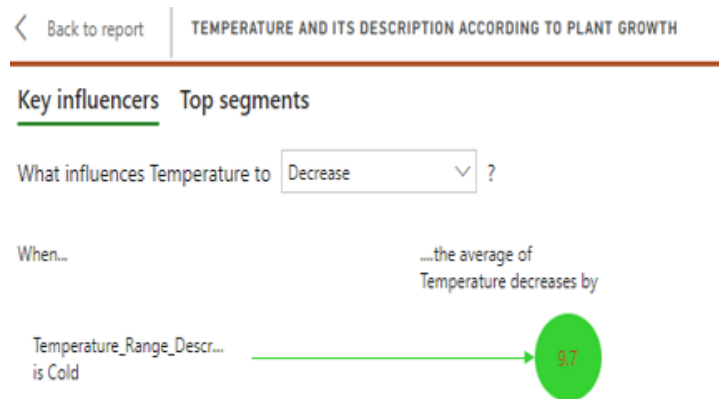 Back to report
TEMPERATURE AND ITS DESCRIPTION ACCORDING TO PLANT GROWTH
Key influencers Top segments
What influences Temperature to Decrease ?
When...
....the average of
Temperature decreases by
Temperature_Range_Descr...
is Cold
9.7